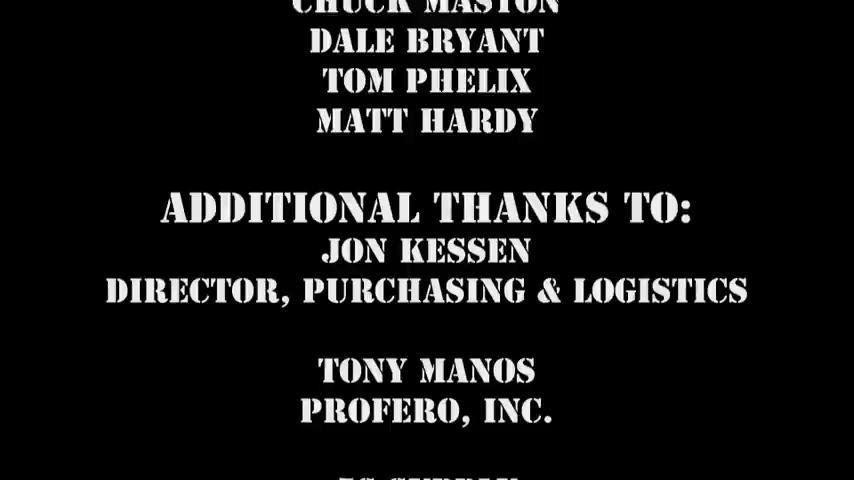 CHUCK MASTON
DALE BRYANT
TOM PHELIX
MATT HARDY
ADDITIONAL THANKS TO:
JON KESSEN
DIRECTOR, PURCHASING & LOGISTICS
TONY MANOS
PROFERO, INC.